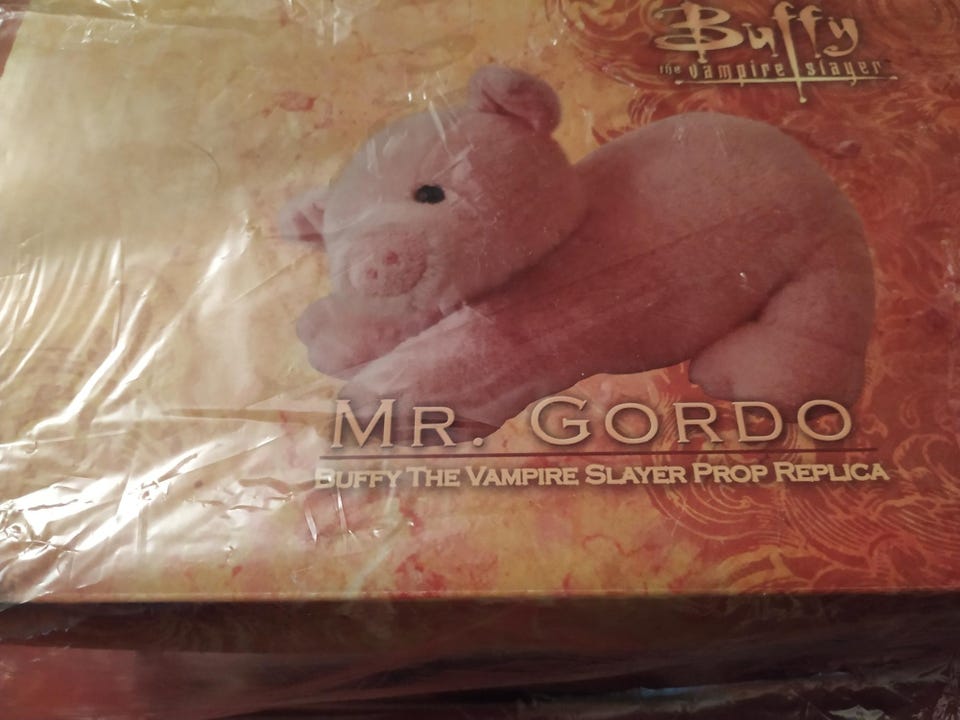 Buffy
the vampire slayer
MR. GORDO
BUFFY THE VAMPIRE SLAYER PROP REPLICA